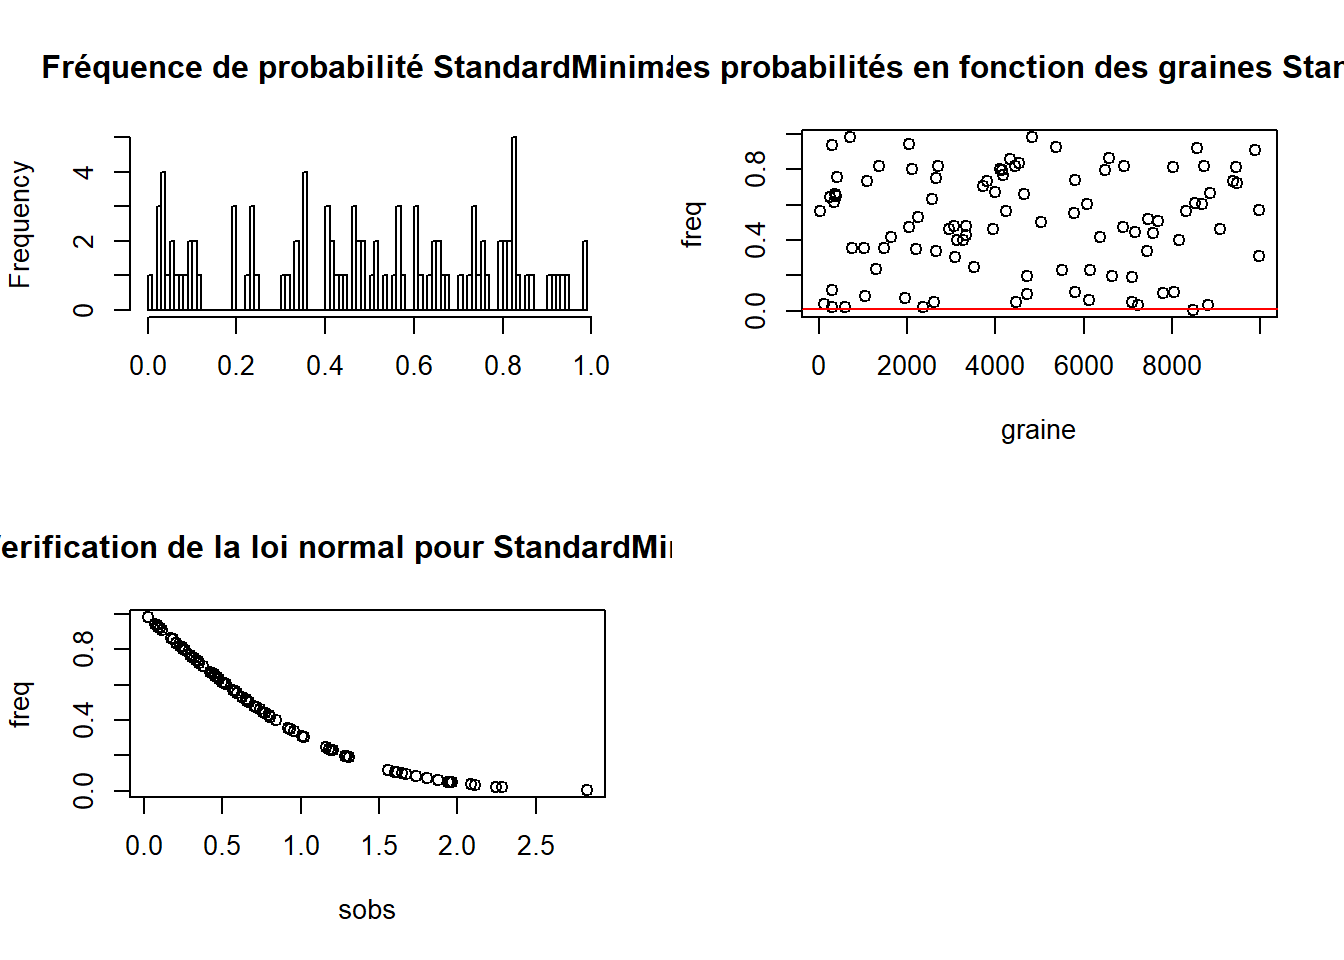 Fréquence de probabilité StandardMinima
es probabilités en fonction des graines Stan
Frequency
4
2
0
0.0 0.2 0.4 0.6 0.8 1.0
freq
0.8
0.4
0.0
0 2000 4000 6000 8000
graine
erification de la loi normal pour StandardMin
freq
0.8
0.4
0.0
0.0 0.5 1.0 1.5 2.0 2.5
sobs